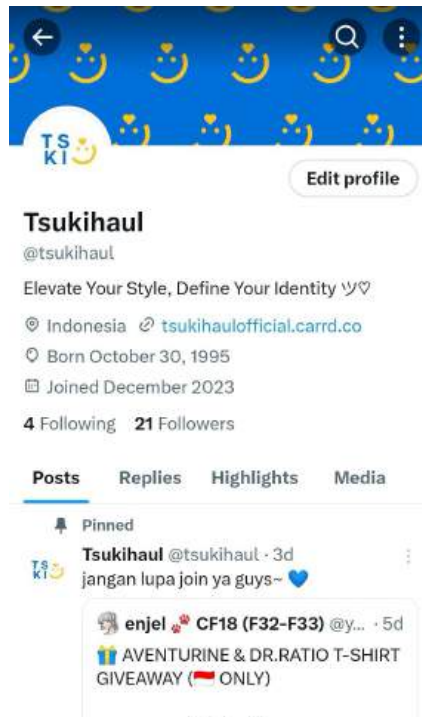 TS
KI
Edit profile
Tsukihaul
@tsukihaul
Elevate Your Style, Define Your Identity ツ♡
Indonesia tsukihaulofficial.carrd.co
Born October 30, 1995
Joined December 2023
4 Following 21 Followers
Posts Replies Highlights Media
Pinned
TS
KI
Tsukihaul @tsukihaul · 3d
jangan lupa join ya guys~ 💙
enjel 🐾 CF18 (F32-F33) @y... · 5d
🎁 AVENTURINE & DR.RATIO T-SHIRT
GIVEAWAY (🇮🇩 ONLY)